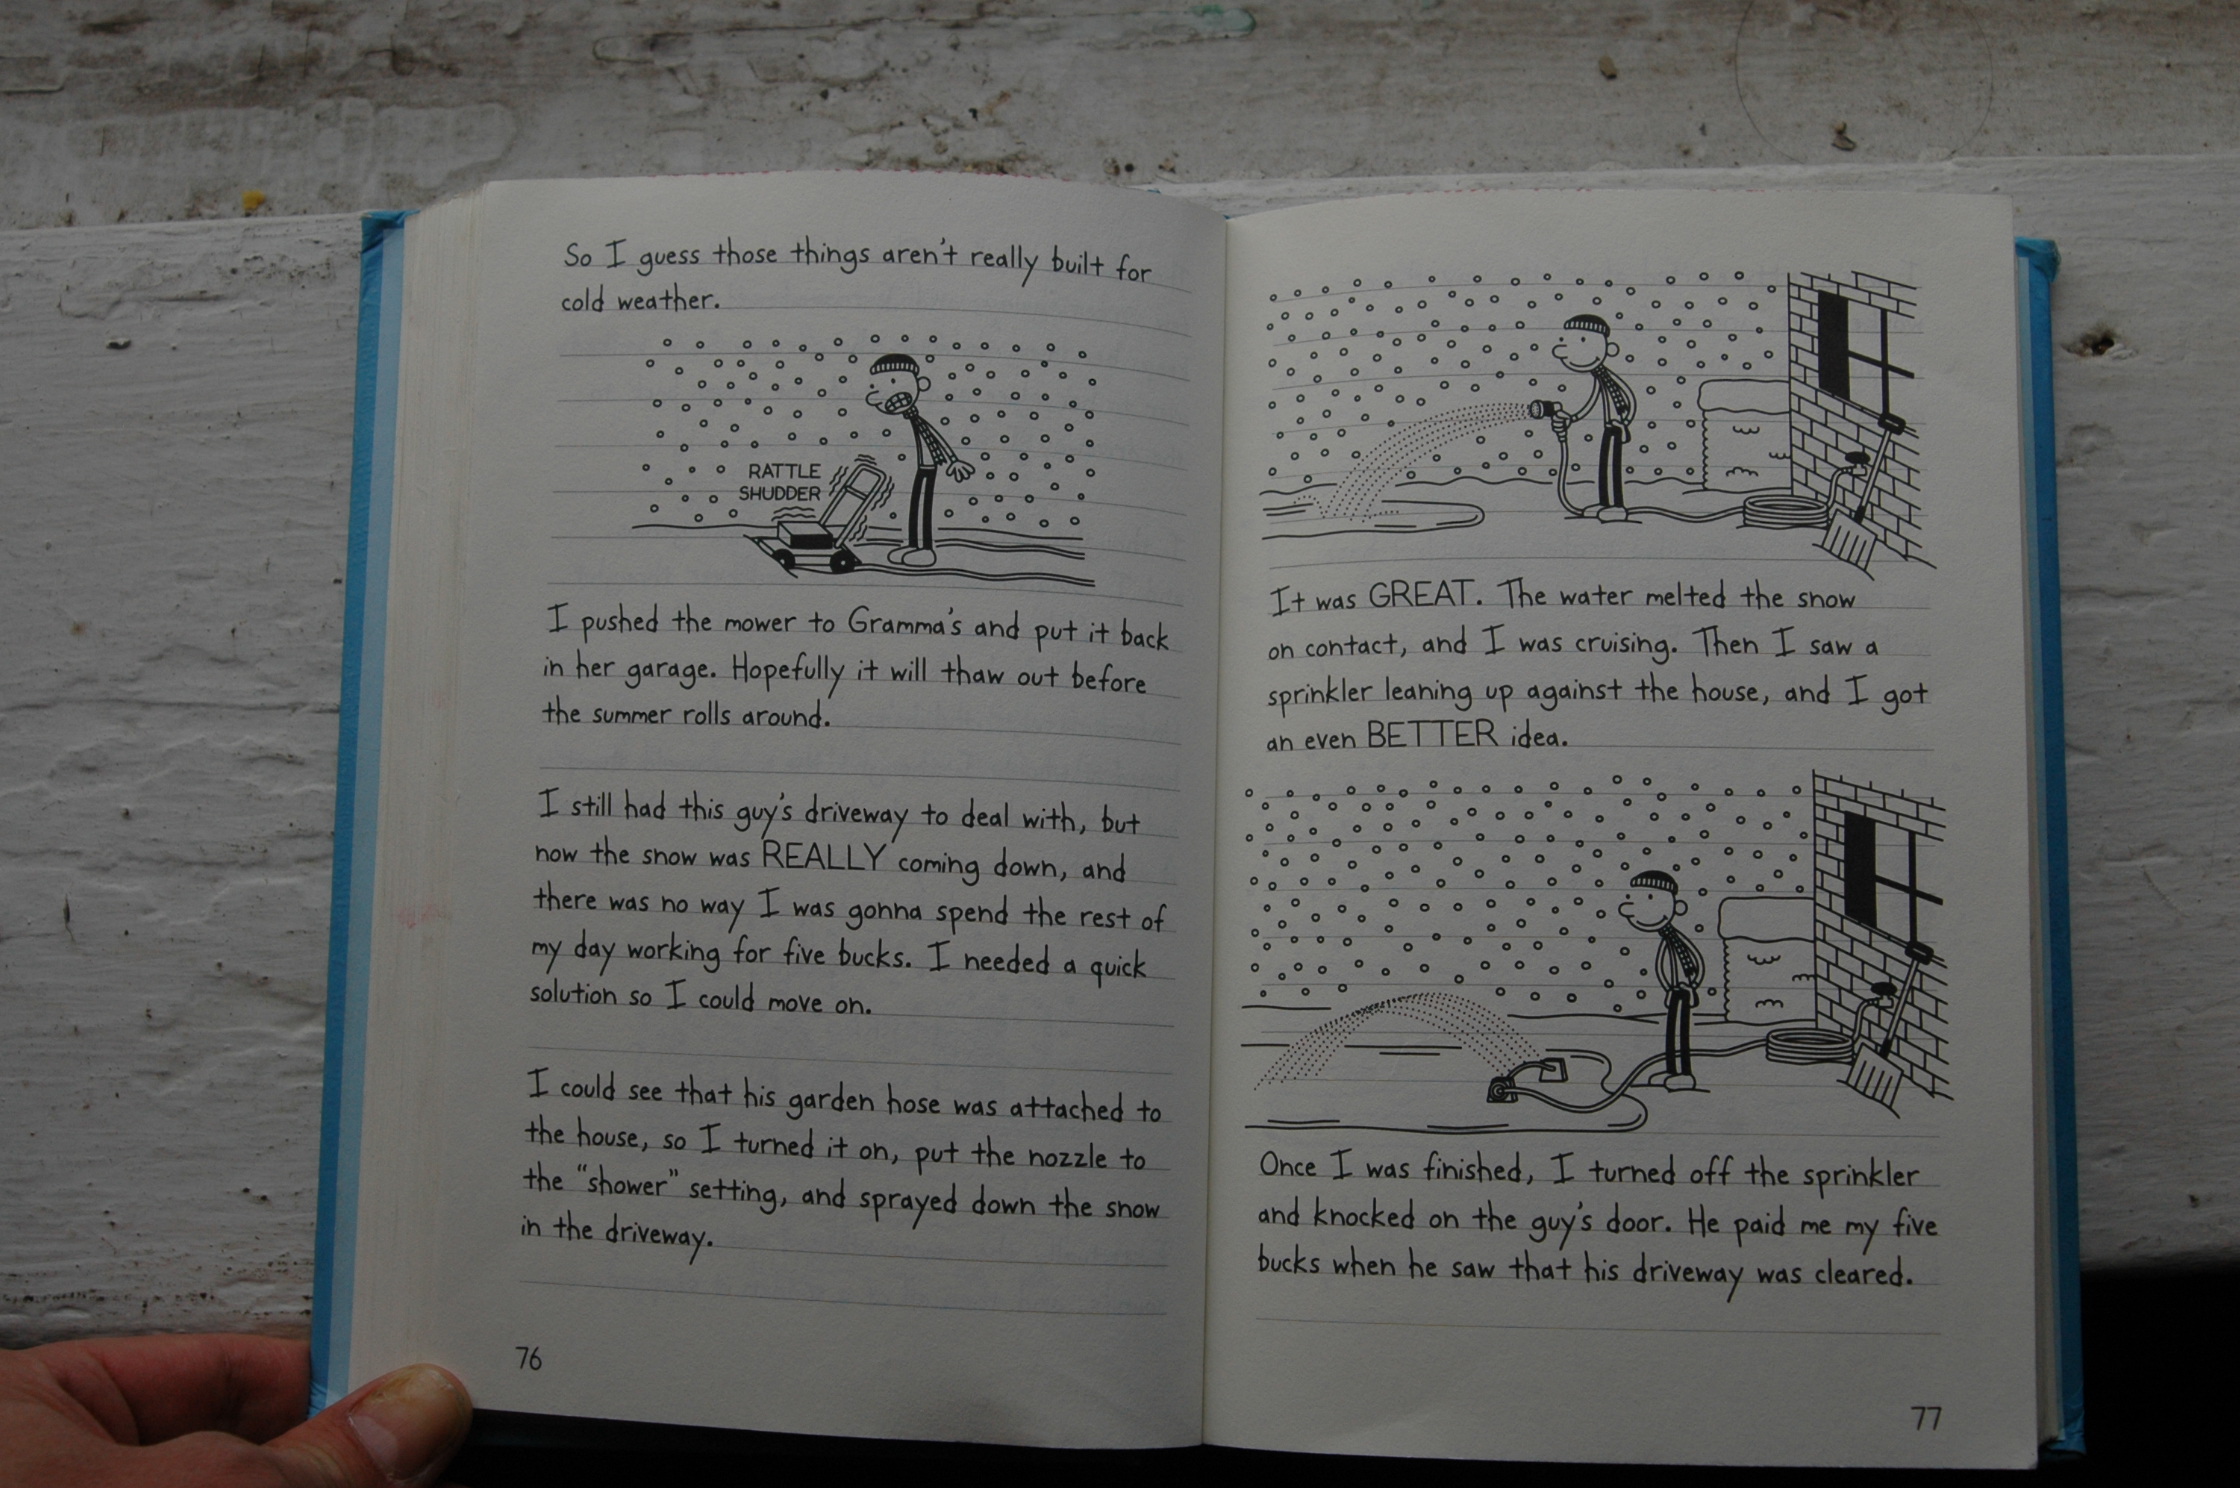 So I guess those things aren't really built for
cold weather.
RATTLE
SHUDDER
I pushed the mower to Gramma's and put it back
in her garage. Hopefully it will thaw out before
the summer rolls around.
I still had this guy's driveway to deal with, but
now the snow was REALLY coming down, and
there was no way I was gonna spend the rest of
my day working for five bucks. I needed a quick
solution so I could move on.
I could see that his garden hose was attached to
the house, so I turned it on, put the nozzle to
the "shower" setting, and sprayed down the snow
in the driveway.
76
It was GREAT. The water melted the snow
on contact, and I was cruising. Then I saw a
sprinkler leaning up against the house, and I got
an even BETTER idea.
Once I was finished, I turned off the sprinkler
and knocked on the guy's door. He paid me my five
bucks when he saw that his driveway was cleared.
77